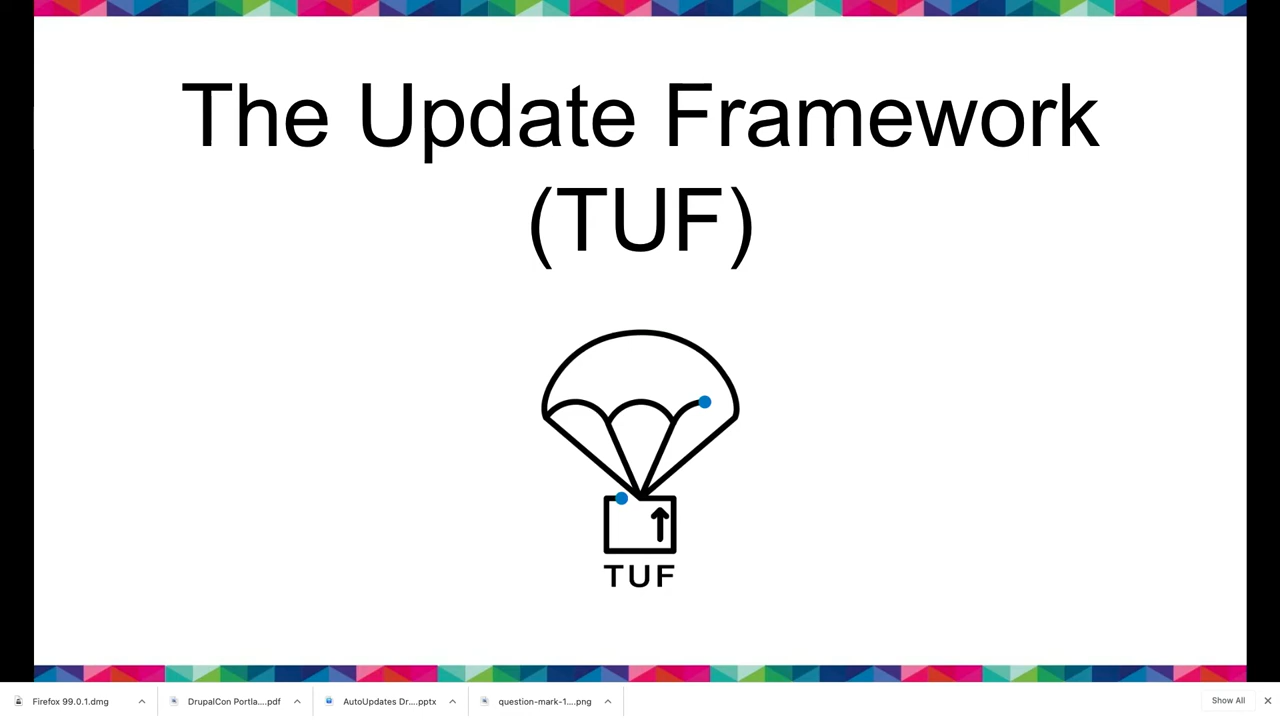 The Update Framework
(TUF)
TUF
Firefox 99.0.1.dmg
DrupalCon Portla....pdf
AutoUpdates Dr....pptx
question-mark-1....png
Show All